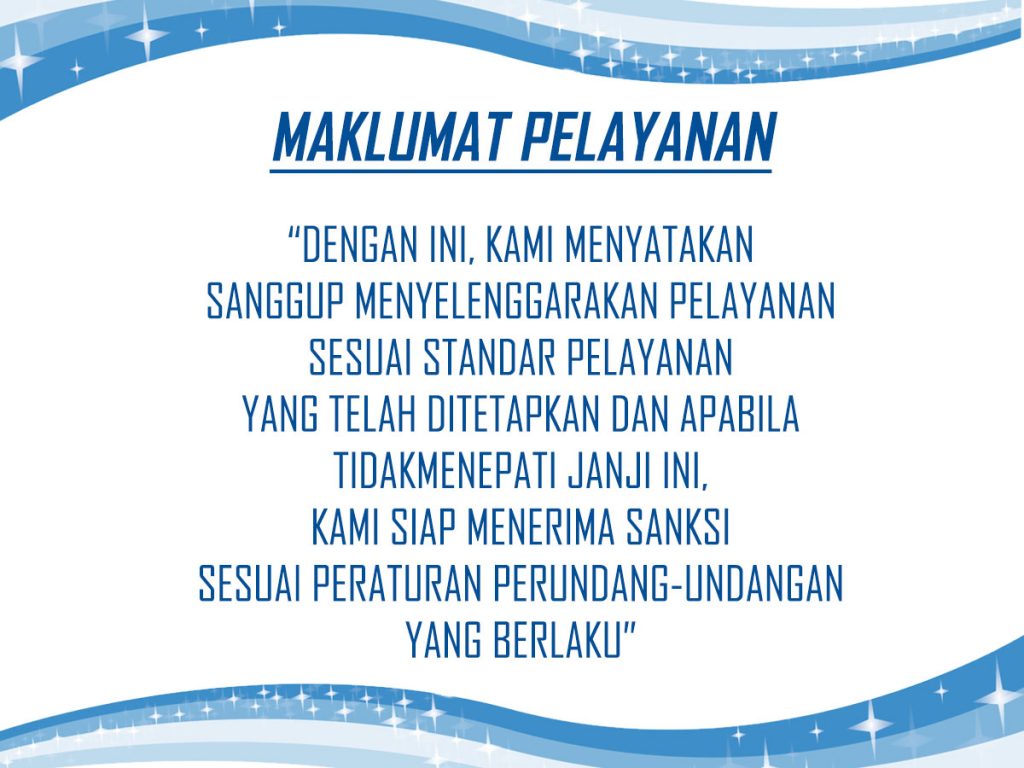 MAKLUMAT PELAYANAN
“DENGAN INI, KAMI MENYATAKAN
SANGGUP MENYELENGGARAKAN PELAYANAN
SESUAI STANDAR PELAYANAN
YANG TELAH DITETAPKAN DAN APABILA
TIDAKMENEPATI JANJI INI,
KAMI SIAP MENERIMA SANKSI
SESUAI PERATURAN PERUNDANG-UNDANGAN
YANG BERLAKU”